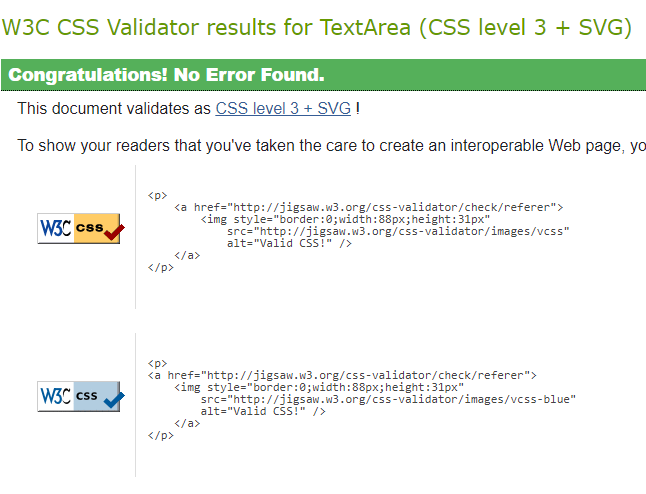 W3C CSS Validator results for TextArea (CSS level 3 + SVG)
Congratulations! No Error Found.
This document validates as CSS level 3 + SVG !
To show your readers that you've taken the care to create an interoperable Web page, yo
W3C css
<p>
<a href="http://jigsaw.w3.org/css-validator/check/referer">
<img style="border:0;width:88px;height:31px"
src="http://jigsaw.w3.org/css-validator/images/vcss"
alt="Valid CSS!" />
</a>
</p>
W3C css
<p>
<a href="http://jigsaw.w3.org/css-validator/check/referer">
<img style="border:0;width:88px;height:31px"
src="http://jigsaw.w3.org/css-validator/images/vcss-blue"
alt="Valid CSS!" />
</a>
</p>